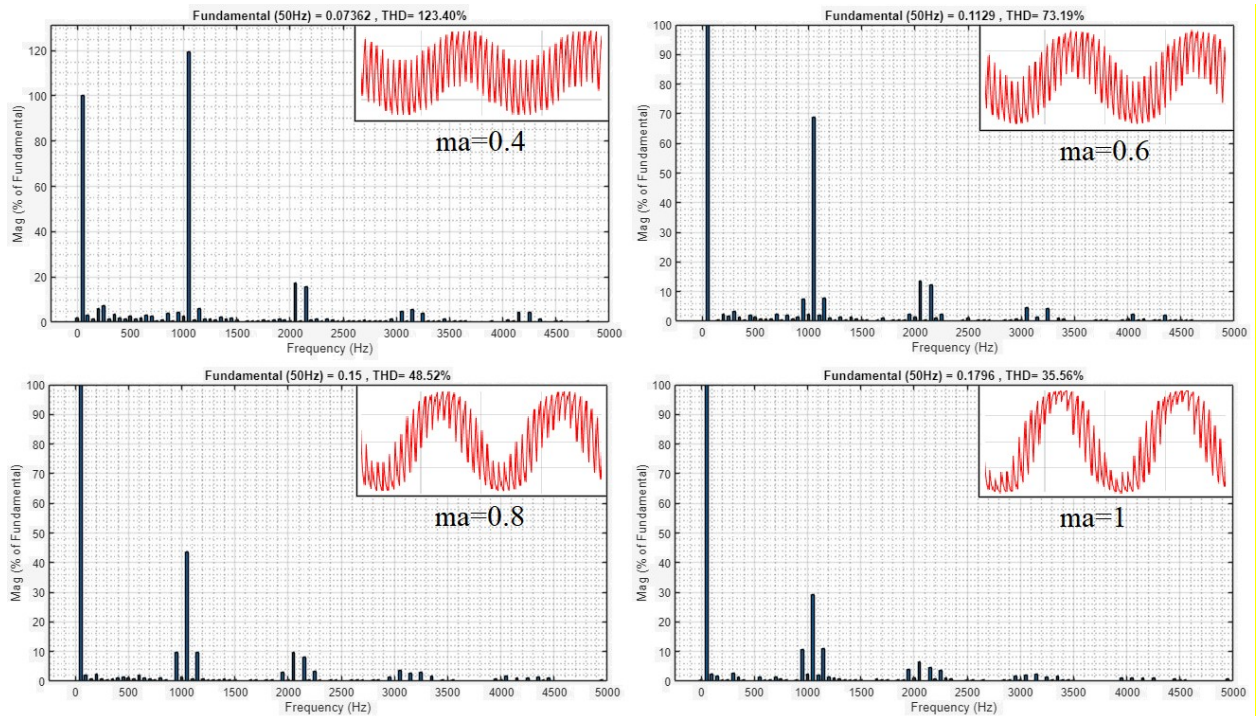 Fundamental (50Hz) = 0.07362 , THD= 123.40%
Mag (% of Fundamental)
120
100
80
60
40
20
0
ma=0.4
0 500 1000 1500 2000 2500 3000 3500 4000 4500 5000
Frequency (Hz)
Fundamental (50Hz) = 0.1129 , THD= 73.19%
Mag (% of Fundamental)
100
90
80
70
60
50
40
30
20
10
0
ma=0.6
0 500 1000 1500 2000 2500 3000 3500 4000 4500 5000
Frequency (Hz)
Fundamental (50Hz) = 0.15 , THD= 48.52%
Mag (% of Fundamental)
100
90
80
70
60
50
40
30
20
10
0
ma=0.8
0 500 1000 1500 2000 2500 3000 3500 4000 4500 5000
Frequency (Hz)
Fundamental (50Hz) = 0.1796 , THD= 35.56%
Mag (% of Fundamental)
100
90
80
70
60
50
40
30
20
10
0
ma=1
0 500 1000 1500 2000 2500 3000 3500 4000 4500 5000
Frequency (Hz)